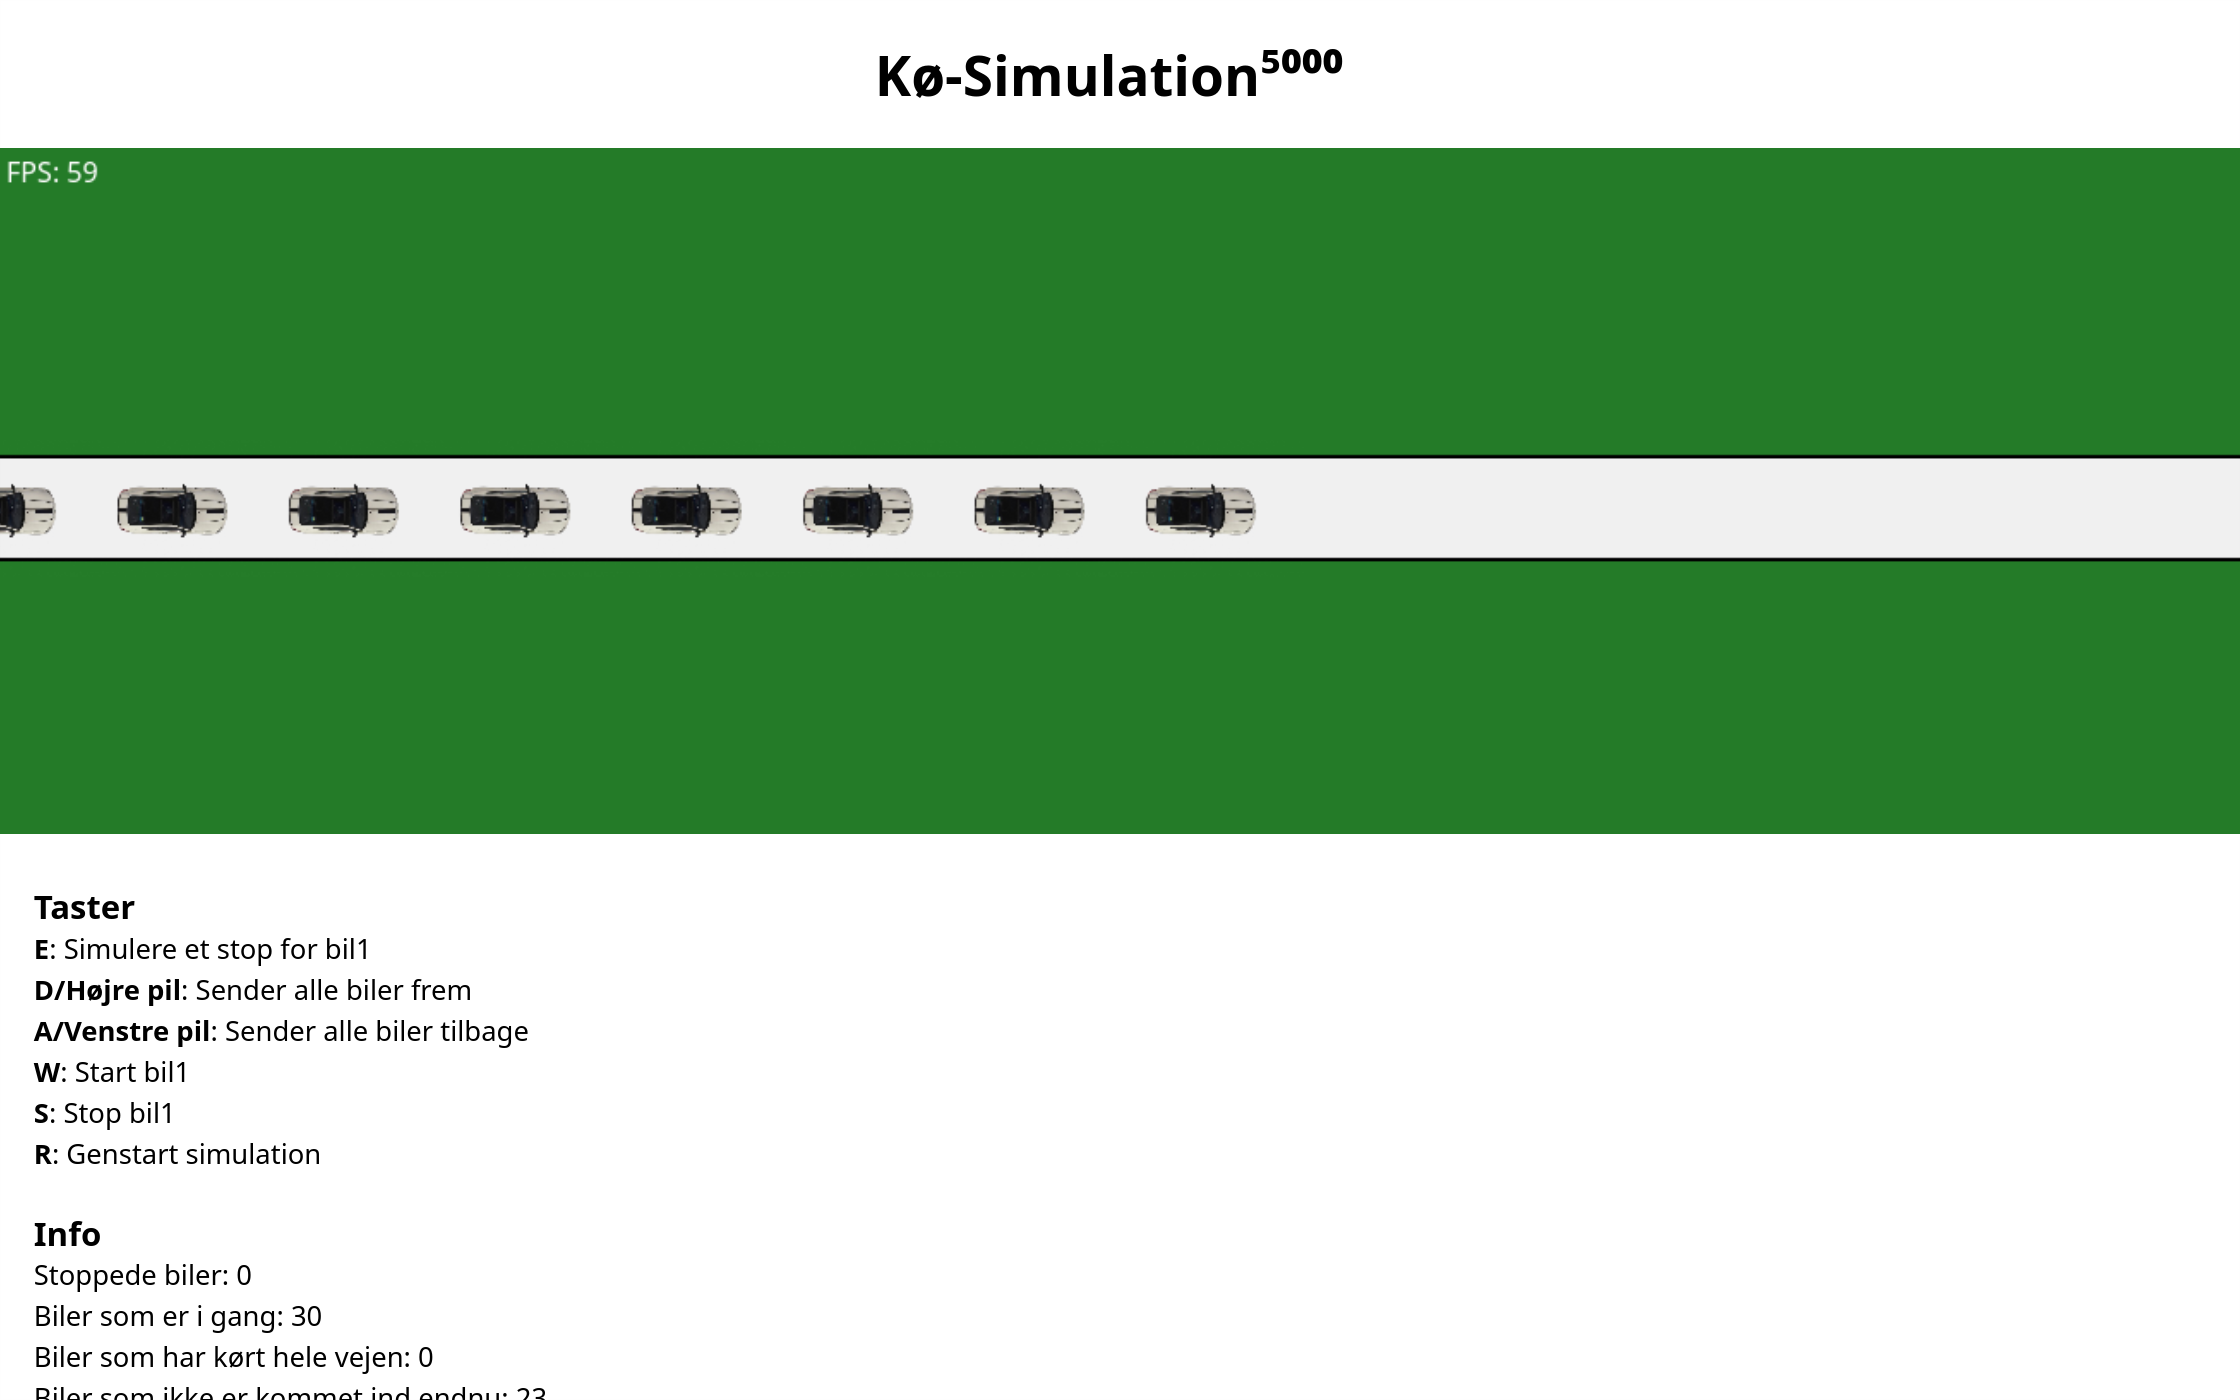 Kø-Simulation⁵⁰⁰⁰
FPS: 59
Taster
E: Simulere et stop for bil1
D/Højre pil: Sender alle biler frem
A/Venstre pil: Sender alle biler tilbage
W: Start bil1
S: Stop bil1
R: Genstart simulation
Info
Stoppede biler: 0
Biler som er i gang: 30
Biler som har kørt hele vejen: 0
Biler som ikke er kommet ind endnu: 23